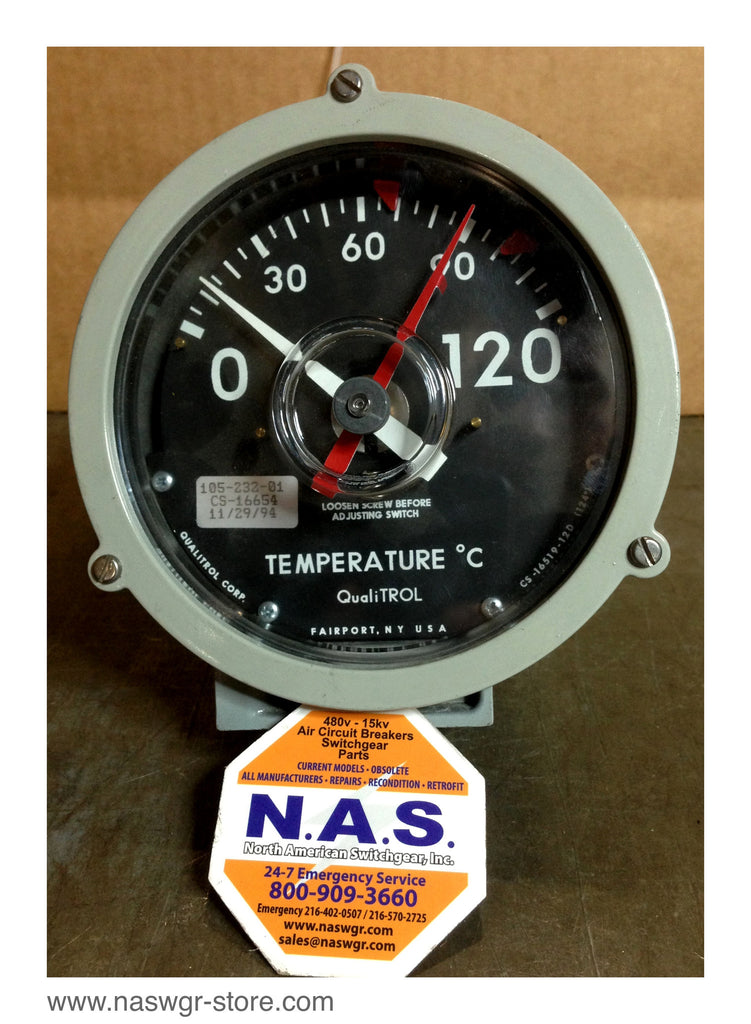 60
30
90
0
120
105-232-01
CS-16654
11/29/94
LOOSEN SCREW BEFORE
ADJUSTING SWITCH
TEMPERATURE °C
QualiTROL
QUALITROL CORP.
FAIRPORT, NY USA
CS-16519-120
480v - 15kv
Air Circuit Breakers
Switchgear
Parts
CURRENT MODELS • OBSOLETE
ALL MANUFACTURERS • REPAIRS • RECONDITION • RETROFIT
N.A.S.
North American Switchgear, Inc.
24-7 Emergency Service
800-909-3660
Emergency 216-402-0507 / 216-570-2725
www.naswgr.com
sales@naswgr.com
www.naswgr-store.com